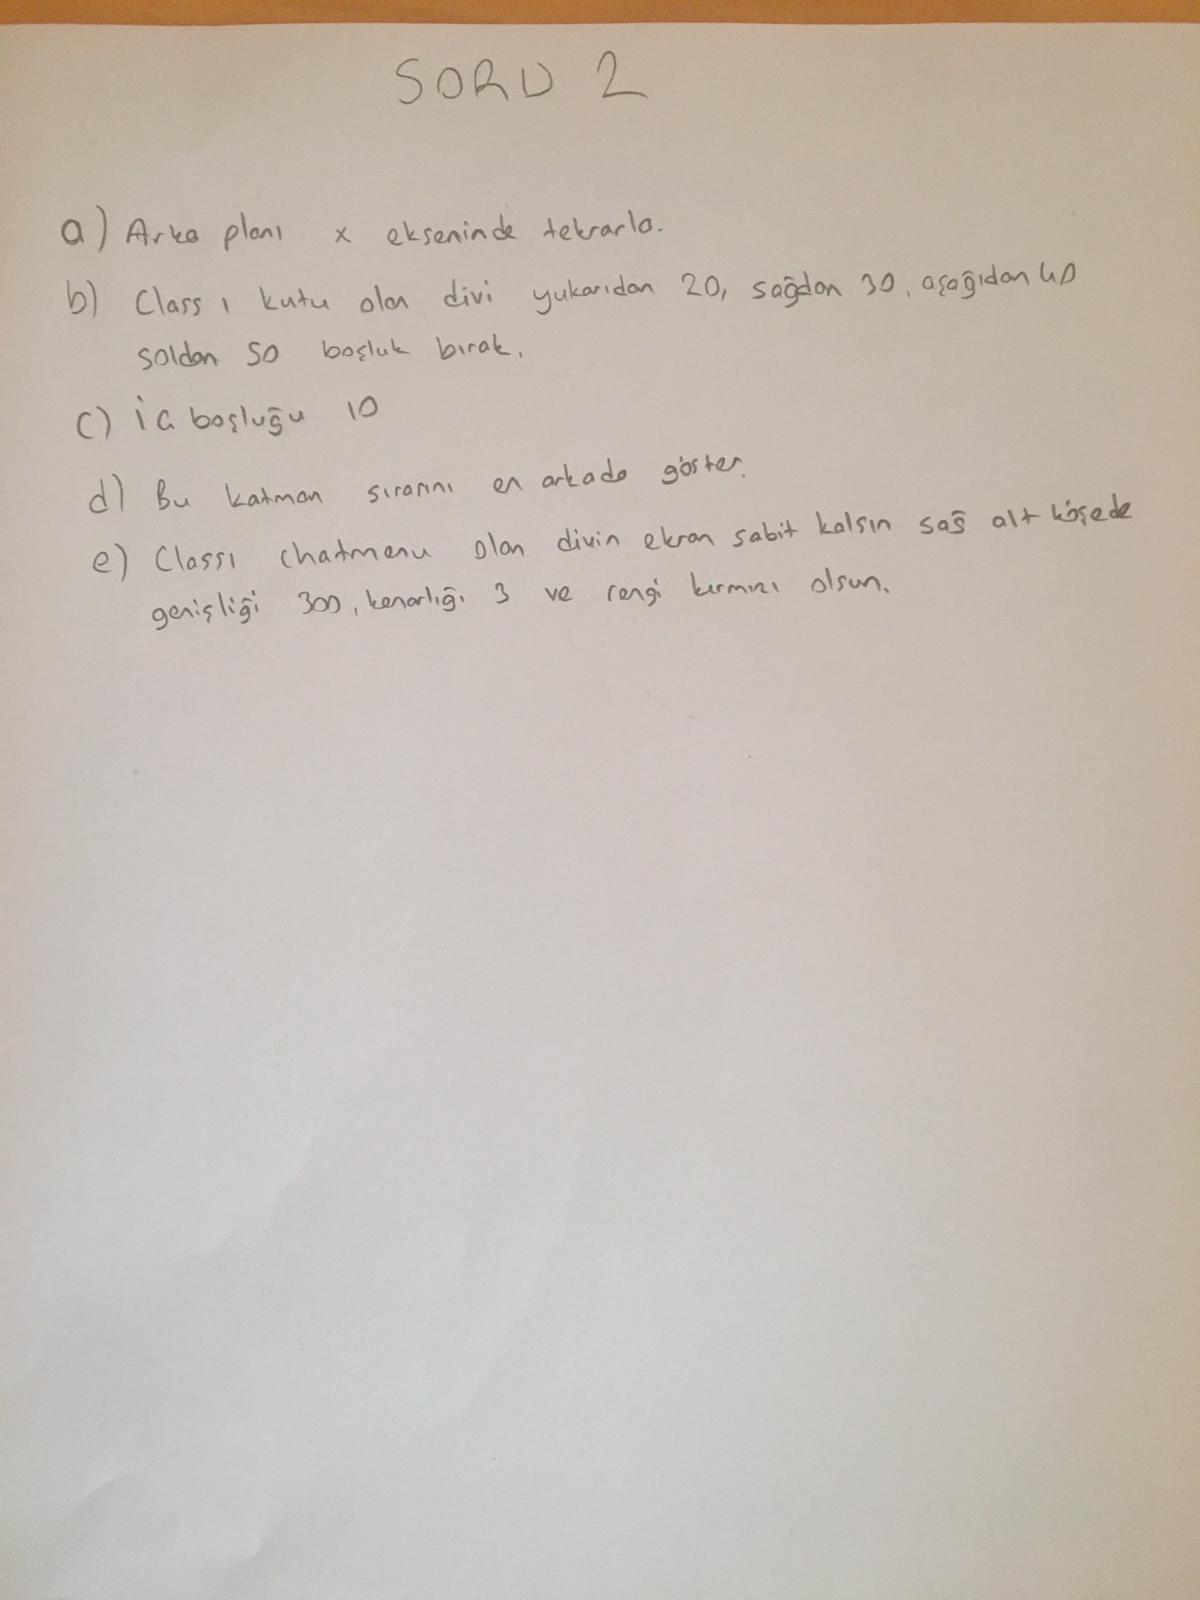 SORU 2
a) Arka planı x ekseninde tekrarla.
b) Class ı kutu olan divi yukarıdan 20, sağdan 30, aşağıdan 40
soldan 50 boşluk bırak.
c) İç boşluğu 10
d) Bu katman sırasını en arkada göster.
e) Classı chatmenu olan divin ekran sabit kalsın sağ alt köşede
genişliği 300, kenarlığı 3 ve rengi kırmızı olsun.